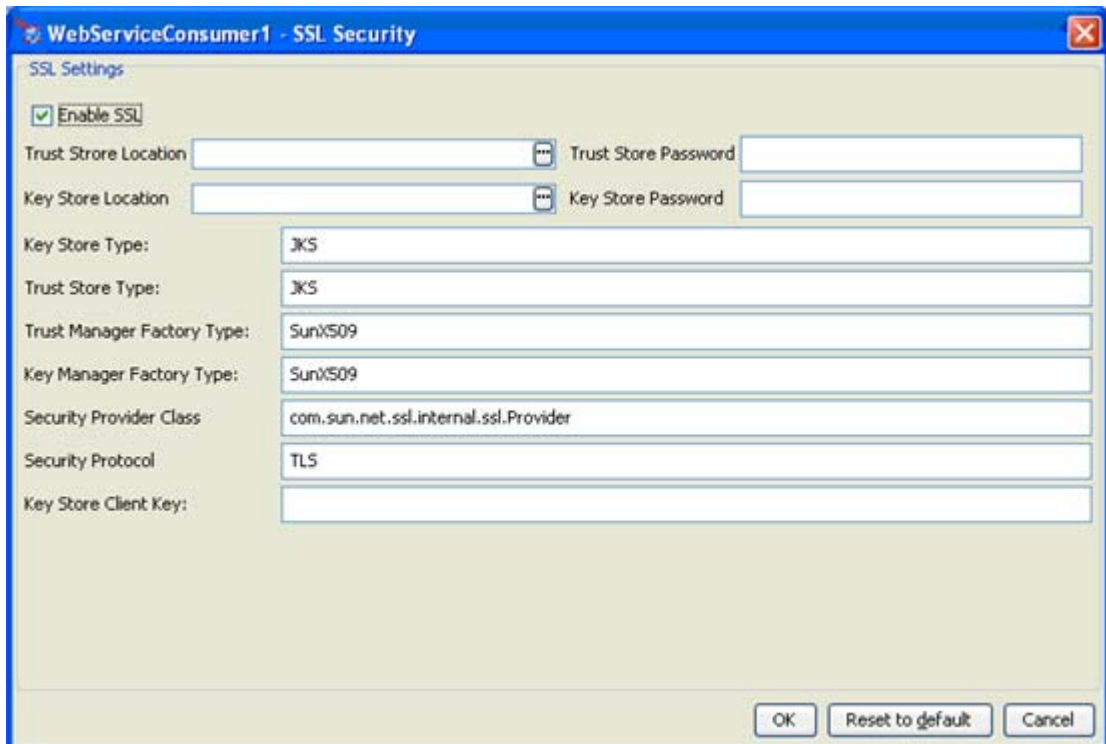 WebServiceConsumer1 - SSL Security
SSL Settings
Enable SSL
Trust Strore Location
Trust Store Password
Key Store Location
Key Store Password
Key Store Type: JKS
Trust Store Type: JKS
Trust Manager Factory Type: SunX509
Key Manager Factory Type: SunX509
Security Provider Class com.sun.net.ssl.internal.ssl.Provider
Security Protocol TLS
Key Store Client Key:
OK Reset to default Cancel